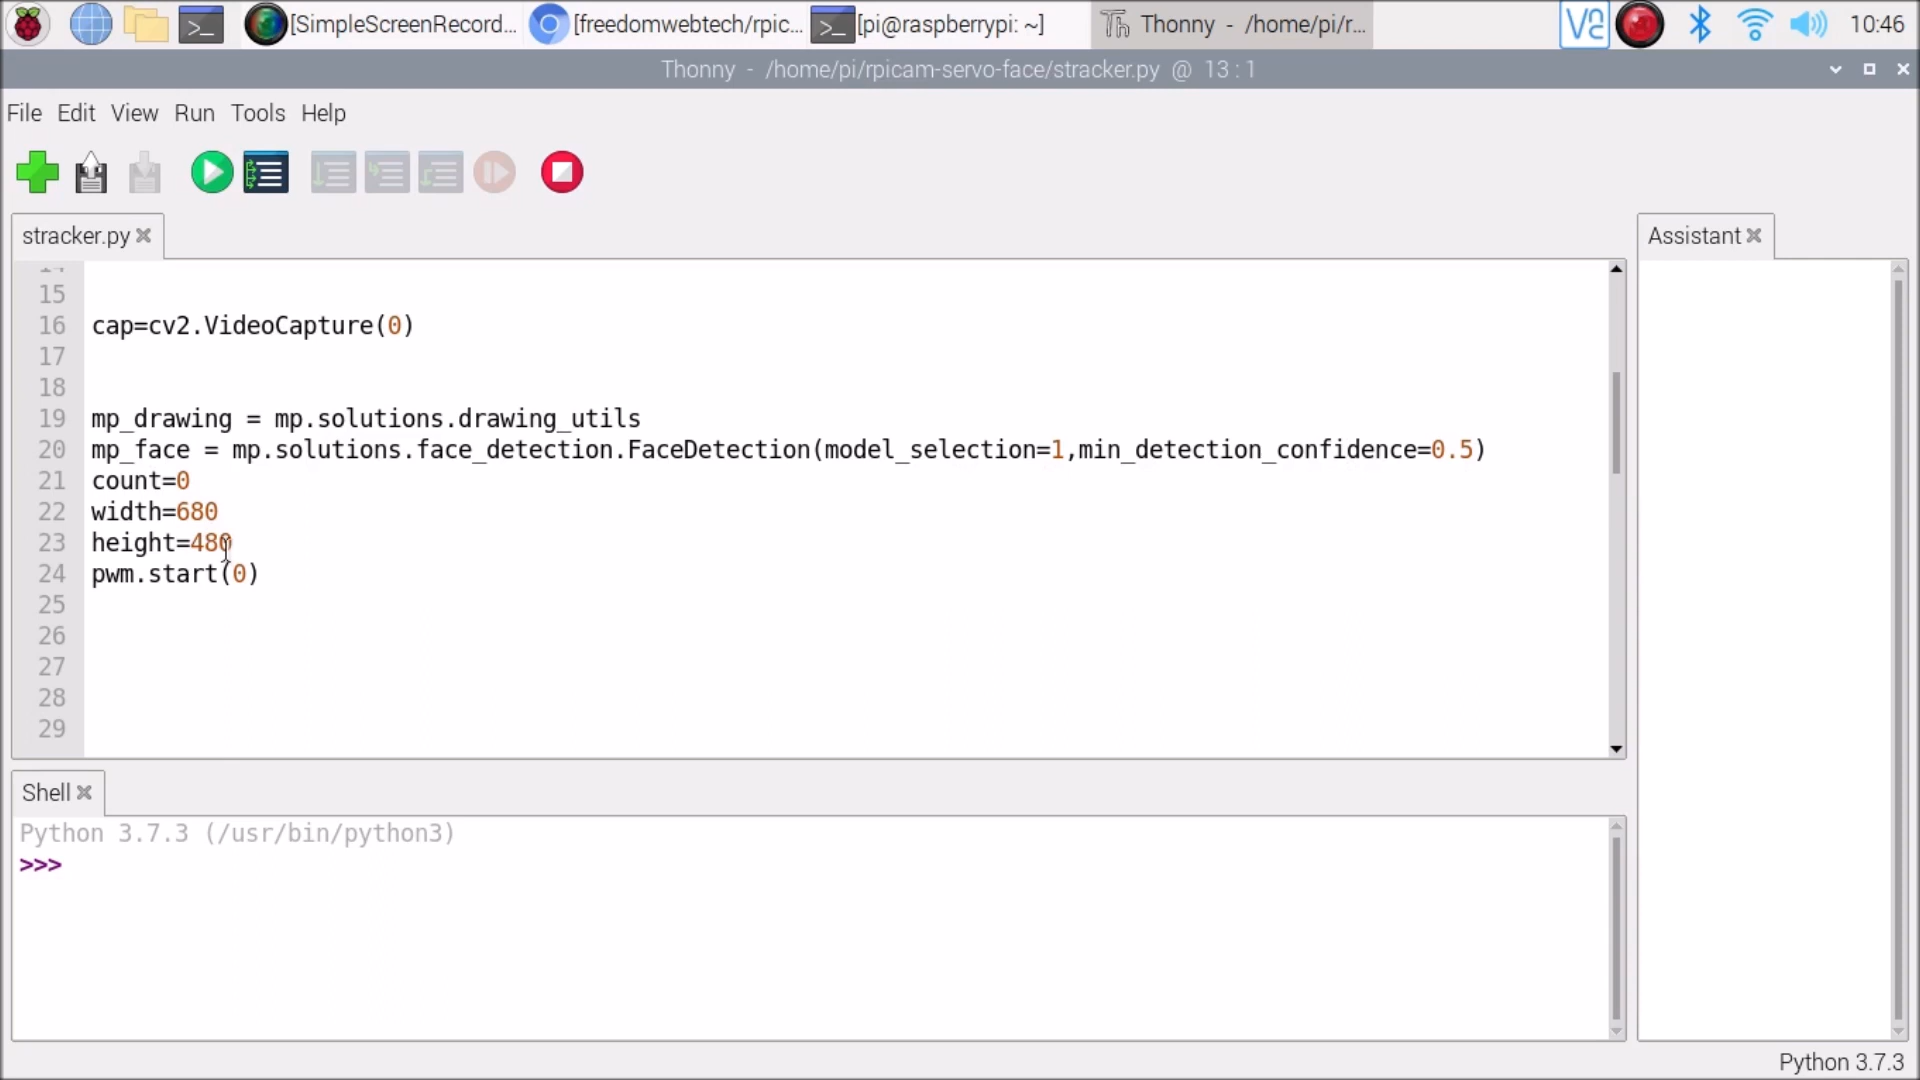 [SimpleScreenRecord... [freedomwebtech/rpic... [pi@raspberrypi: ~] Thonny - /home/pi/r... 10:46
Thonny - /home/pi/rpicam-servo-face/stracker.py @ 13:1
File Edit View Run Tools Help
stracker.py
Assistant
14
15
16 cap=cv2.VideoCapture(0)
17
18
19 mp_drawing = mp.solutions.drawing_utils
20 mp_face = mp.solutions.face_detection.FaceDetection(model_selection=1,min_detection_confidence=0.5)
21 count=0
22 width=680
23 height=480
24 pwm.start(0)
25
26
27
28
29
Shell
Python 3.7.3 (/usr/bin/python3)
>>>
Python 3.7.3